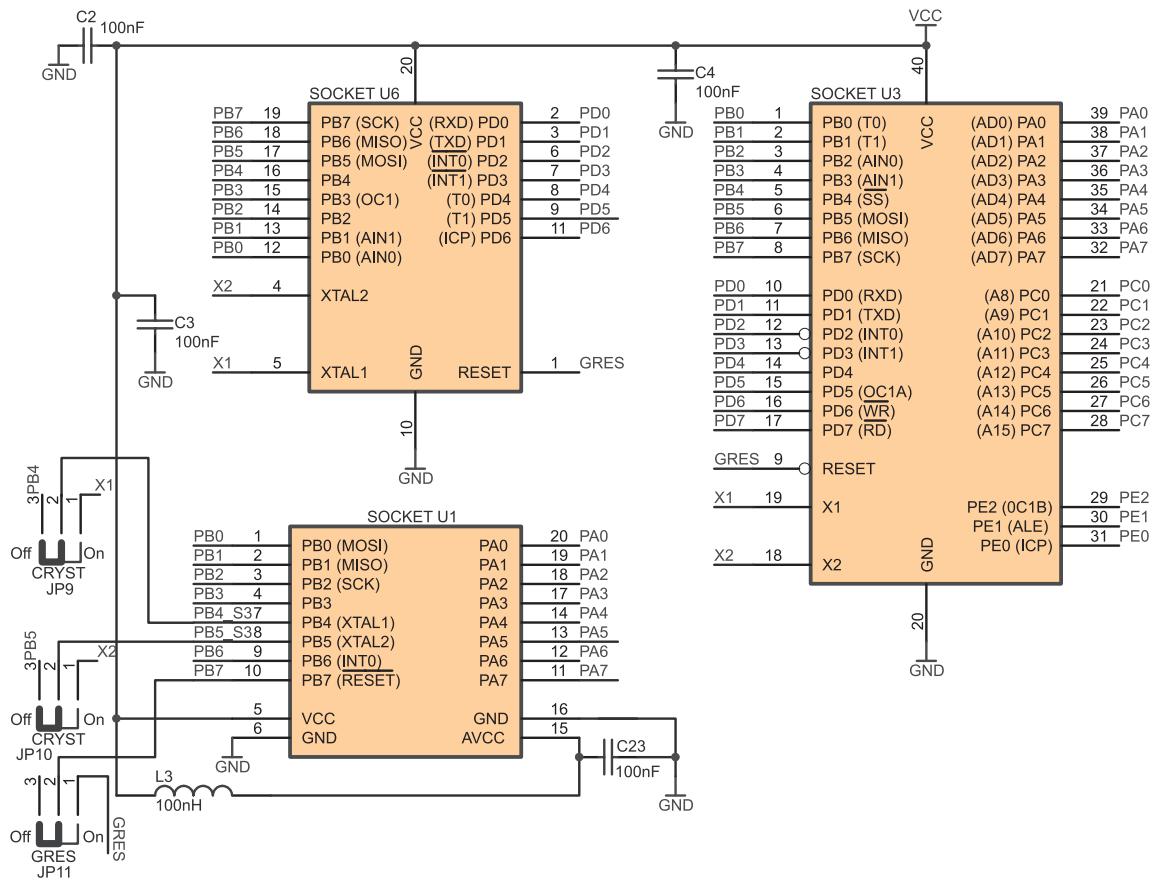 C2
100nF
GND
VCC
C4
100nF
GND
20
40
SOCKET U6
VCC
PB7 19 PB7 (SCK) (RXD) PD0 2 PD0
PB6 18 PB6 (MISO) (TXD) PD1 3 PD1
PB5 17 PB5 (MOSI) (INT0) PD2 6 PD2
PB4 16 PB4 (INT1) PD3 7 PD3
PB3 15 PB3 (OC1) (T0) PD4 8 PD4
PB2 14 PB2 (T1) PD5 9 PD5
PB1 13 PB1 (AIN1) (ICP) PD6 11 PD6
PB0 12 PB0 (AIN0)
X2 4 XTAL2
X1 5 XTAL1 GND RESET 1 GRES
10
GND
C3
100nF
GND
SOCKET U3
VCC
PB0 1 PB0 (T0) (AD0) PA0 39 PA0
PB1 2 PB1 (T1) (AD1) PA1 38 PA1
PB2 3 PB2 (AIN0) (AD2) PA2 37 PA2
PB3 4 PB3 (AIN1) (AD3) PA3 36 PA3
PB4 5 PB4 (SS) (AD4) PA4 35 PA4
PB5 6 PB5 (MOSI) (AD5) PA5 34 PA5
PB6 7 PB6 (MISO) (AD6) PA6 33 PA6
PB7 8 PB7 (SCK) (AD7) PA7 32 PA7
PD0 10 PD0 (RXD) (A8) PC0 21 PC0
PD1 11 PD1 (TXD) (A9) PC1 22 PC1
PD2 12 PD2 (INT0) (A10) PC2 23 PC2
PD3 13 PD3 (INT1) (A11) PC3 24 PC3
PD4 14 PD4 (A12) PC4 25 PC4
PD5 15 PD5 (OC1A) (A13) PC5 26 PC5
PD6 16 PD6 (WR) (A14) PC6 27 PC6
PD7 17 PD7 (RD) (A15) PC7 28 PC7
GRES 9 RESET
X1 19 X1 PE2 (0C1B) 29 PE2
PE1 (ALE) 30 PE1
PE0 (ICP) 31 PE0
X2 18 X2 GND
20
GND
3 PB4 2 1 X1
Off On
CRYST
JP9
SOCKET U1
PB0 1 PB0 (MOSI) PA0 20 PA0
PB1 2 PB1 (MISO) PA1 19 PA1
PB2 3 PB2 (SCK) PA2 18 PA2
PB3 4 PB3 PA3 17 PA3
PB4_S3 7 PB4 (XTAL1) PA4 14 PA4
PB5_S3 8 PB5 (XTAL2) PA5 13 PA5
PB6 9 PB6 (INT0) PA6 12 PA6
PB7 10 PB7 (RESET) PA7 11 PA7
5 VCC GND 16
6 GND AVCC 15
GND
C23
100nF
GND
3 PB5 2 1 X2
Off On
CRYST
JP10
L3
100nH
3 2 1
Off On
GRES
GRES
JP11